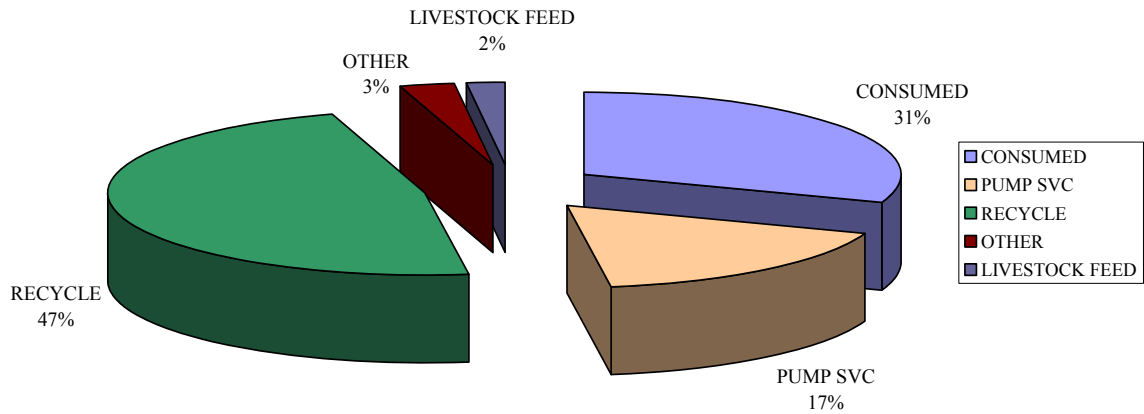 LIVESTOCK FEED
2%
OTHER
3%
CONSUMED
31%
RECYCLE
47%
PUMP SVC
17%
CONSUMED
PUMP SVC
RECYCLE
OTHER
LIVESTOCK FEED